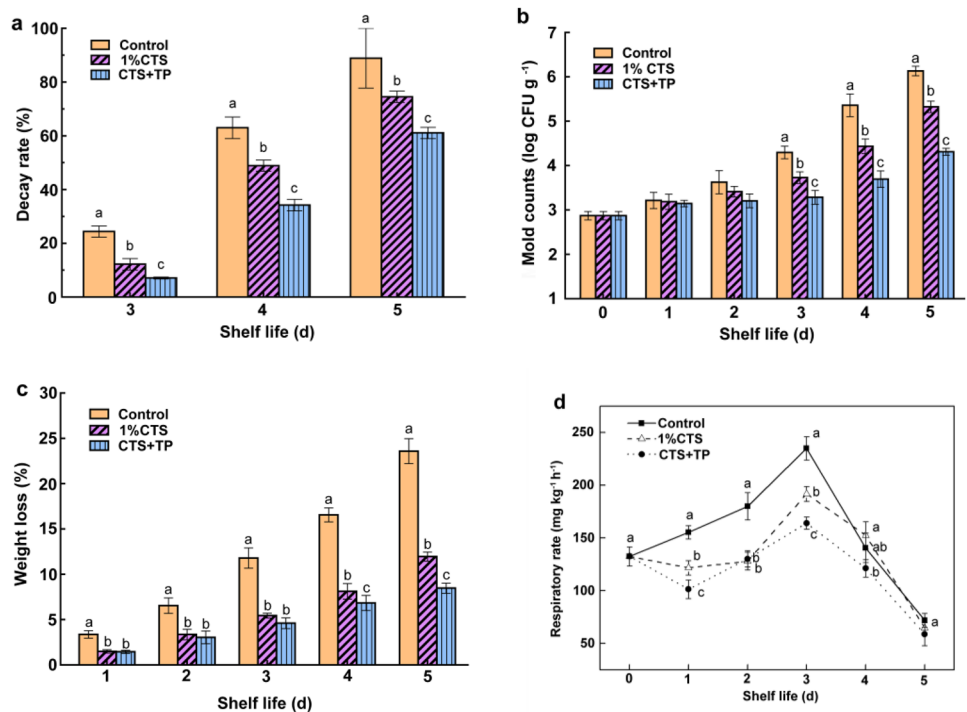 a
Control
1%CTS
CTS+TP
Decay rate (%)
100
80
60
40
20
0
a
b
c
a
b
c
a
b
c
3
4
5
Shelf life (d)
b
Control
1% CTS
CTS+TP
Mold counts (log CFU g -1)
7
6
5
4
3
2
1
a
b
c
a
b
c
a
b
c
0
1
2
3
4
5
Shelf life (d)
c
Control
1%CTS
CTS+TP
Weight loss (%)
30
25
20
15
10
5
0
a
b
b
a
b
b
a
b
b
a
b
c
a
b
c
1
2
3
4
5
Shelf life (d)
d
Control
1%CTS
CTS+TP
Respiratory rate (mg kg-1 h-1)
250
200
150
100
50
a
a
b
c
a
b
b
a
b
c
a
ab
b
a
0
1
2
3
4
5
Shelf life (d)